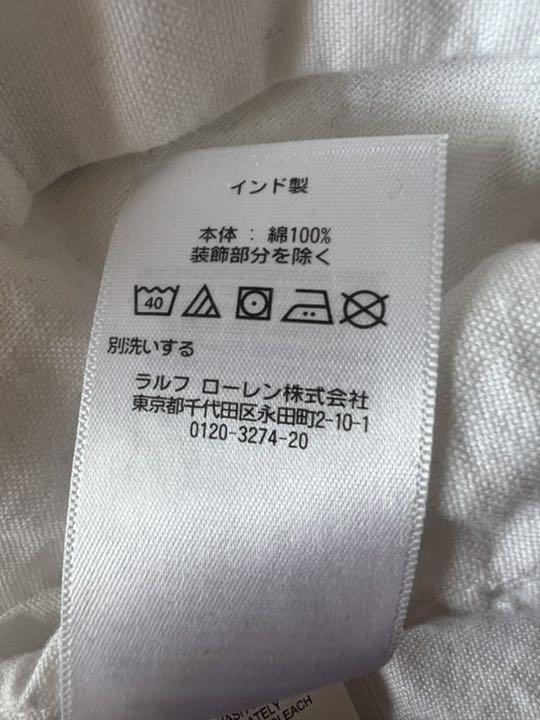 インド製
本体 : 綿100%
装飾部分を除く
40
別洗いする
ラルフ ローレン株式会社
東京都千代田区永田町2-10-1
0120-3274-20